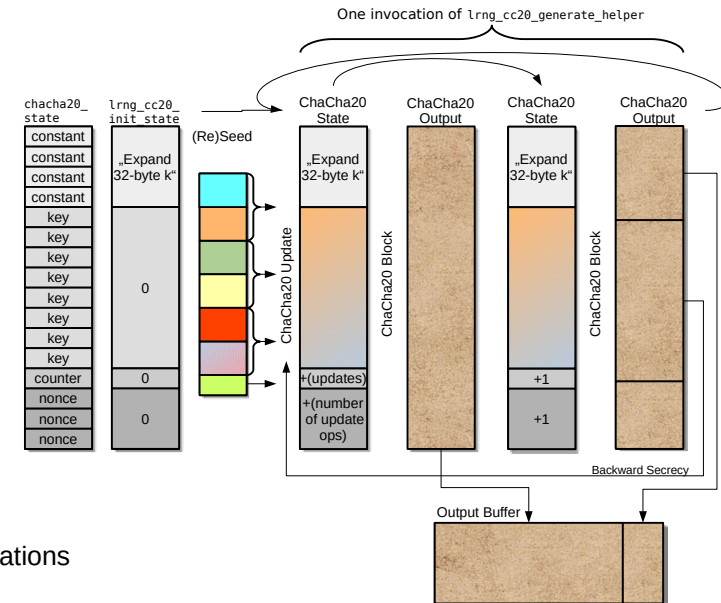 One invocation of lrng_cc20_generate_helper
chacha20_
state
lrng_cc20_
init_state
(Re)Seed
ChaCha20
State
ChaCha20
Output
ChaCha20
State
ChaCha20
Output
constant
constant
constant
constant
key
key
key
key
key
key
key
key
counter
nonce
nonce
nonce
„Expand
32-byte k“
0
0
0
ChaCha20 Update
„Expand
32-byte k“
+(updates)
+(number
of update
ops)
ChaCha20 Block
„Expand
32-byte k“
+1
+1
ChaCha20 Block
Backward Secrecy
Output Buffer
ations